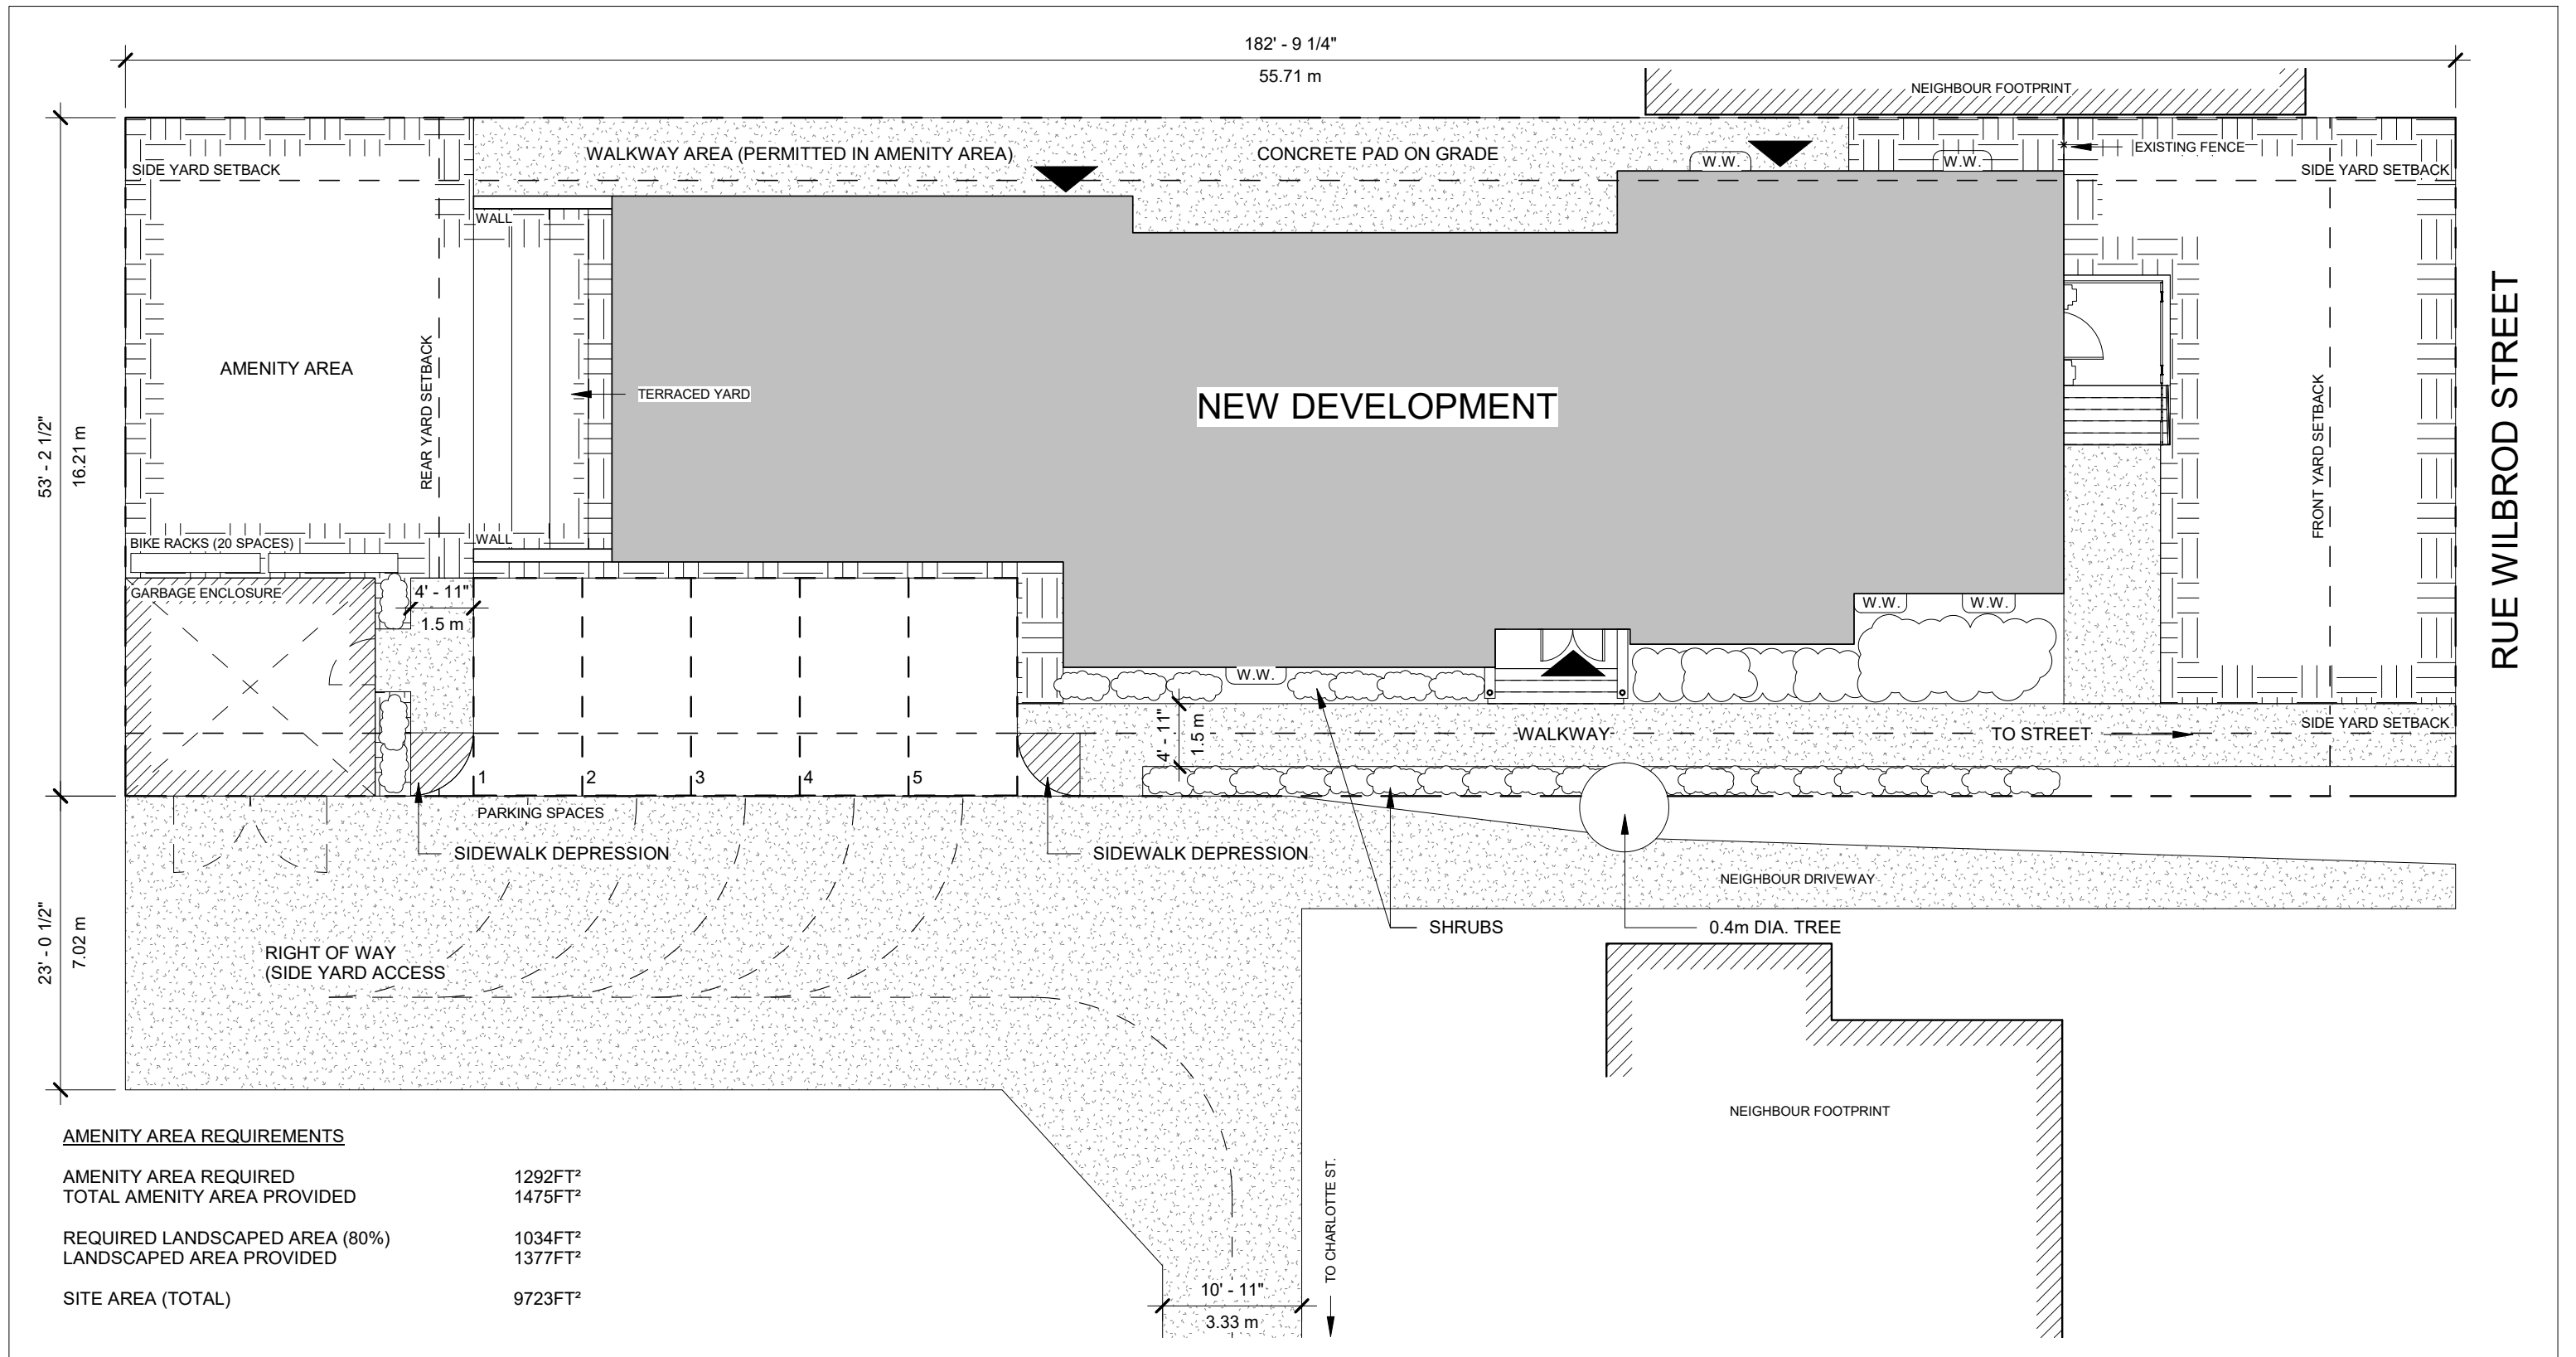 182' - 9 1/4"
55.71 m
NEIGHBOUR FOOTPRINT
WALKWAY AREA (PERMITTED IN AMENITY AREA)
CONCRETE PAD ON GRADE
W.W.
W.W.
EXISTING FENCE
SIDE YARD SETBACK
SIDE YARD SETBACK
WALL
AMENITY AREA
REAR YARD SETBACK
TERRACED YARD
NEW DEVELOPMENT
FRONT YARD SETBACK
RUE WILBROD STREET
53' - 2 1/2"
16.21 m
BIKE RACKS (20 SPACES)
WALL
GARBAGE ENCLOSURE
4' - 11"
1.5 m
W.W.
W.W.
W.W.
4' - 11"
1.5 m
WALKWAY
TO STREET
SIDE YARD SETBACK
1
2
3
4
5
PARKING SPACES
SIDEWALK DEPRESSION
SIDEWALK DEPRESSION
NEIGHBOUR DRIVEWAY
SHRUBS
0.4m DIA. TREE
23' - 0 1/2"
7.02 m
RIGHT OF WAY
(SIDE YARD ACCESS
NEIGHBOUR FOOTPRINT
TO CHARLOTTE ST.
10' - 11"
3.33 m
AMENITY AREA REQUIREMENTS
AMENITY AREA REQUIRED 1292FT²
TOTAL AMENITY AREA PROVIDED 1475FT²
REQUIRED LANDSCAPED AREA (80%) 1034FT²
LANDSCAPED AREA PROVIDED 1377FT²
SITE AREA (TOTAL) 9723FT²